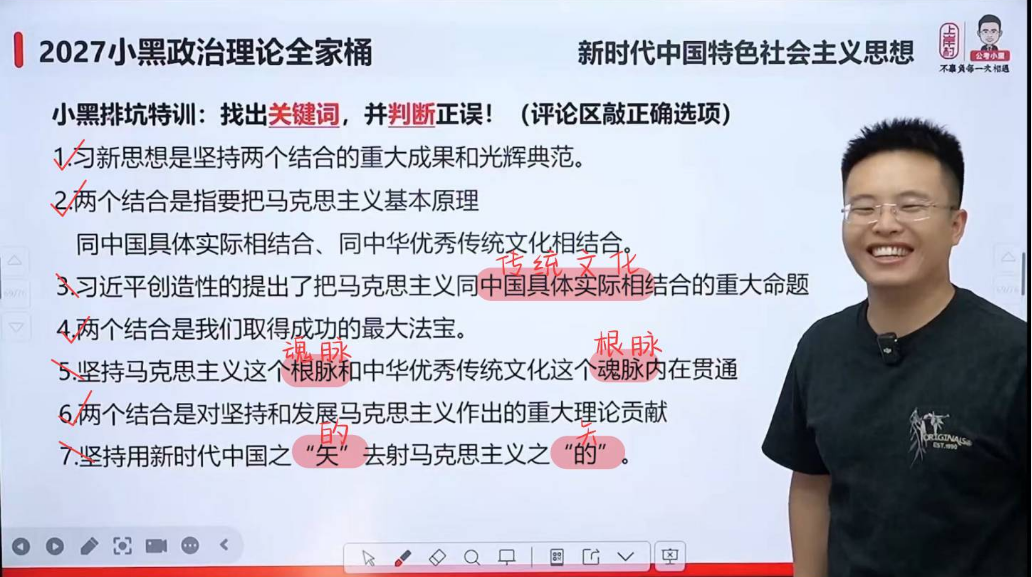 2027小黑政治理论全家桶
新时代中国特色社会主义思想
上岸村
公考小黑
不辜负每一次相遇
小黑排坑特训：找出关键词，并判断正误！（评论区敲正确选项）
1.习新思想是坚持两个结合的重大成果和光辉典范。
2.两个结合是指要把马克思主义基本原理
同中国具体实际相结合、同中华优秀传统文化相结合。
传统文化
3.习近平创造性的提出了把马克思主义同中国具体实际相结合的重大命题
4.两个结合是我们取得成功的最大法宝。
魂脉 根脉
5.坚持马克思主义这个根脉和中华优秀传统文化这个魂脉内在贯通
6.两个结合是对坚持和发展马克思主义作出的重大理论贡献
的 矢
7.坚持用新时代中国之“矢”去射马克思主义之“的”。
ORIGINALS
EST.1990